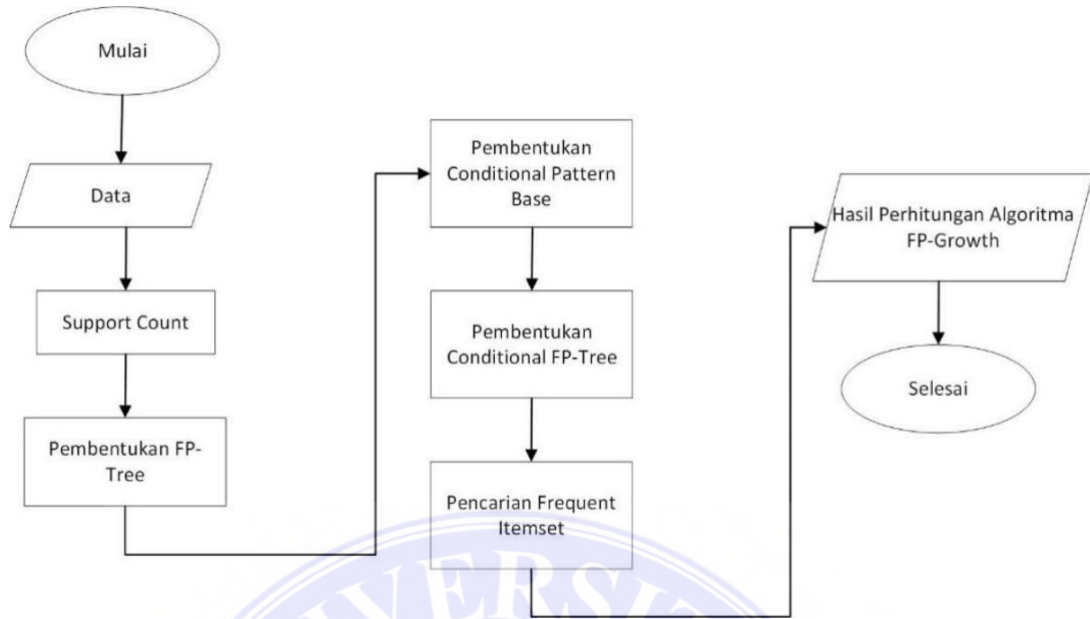 Mulai
Data
Support Count
Pembentukan FP-
Tree
Pembentukan
Conditional Pattern
Base
Pembentukan
Conditional FP-Tree
Pencarian Frequent
Itemset
Hasil Perhitungan Algoritma
FP-Growth
Selesai